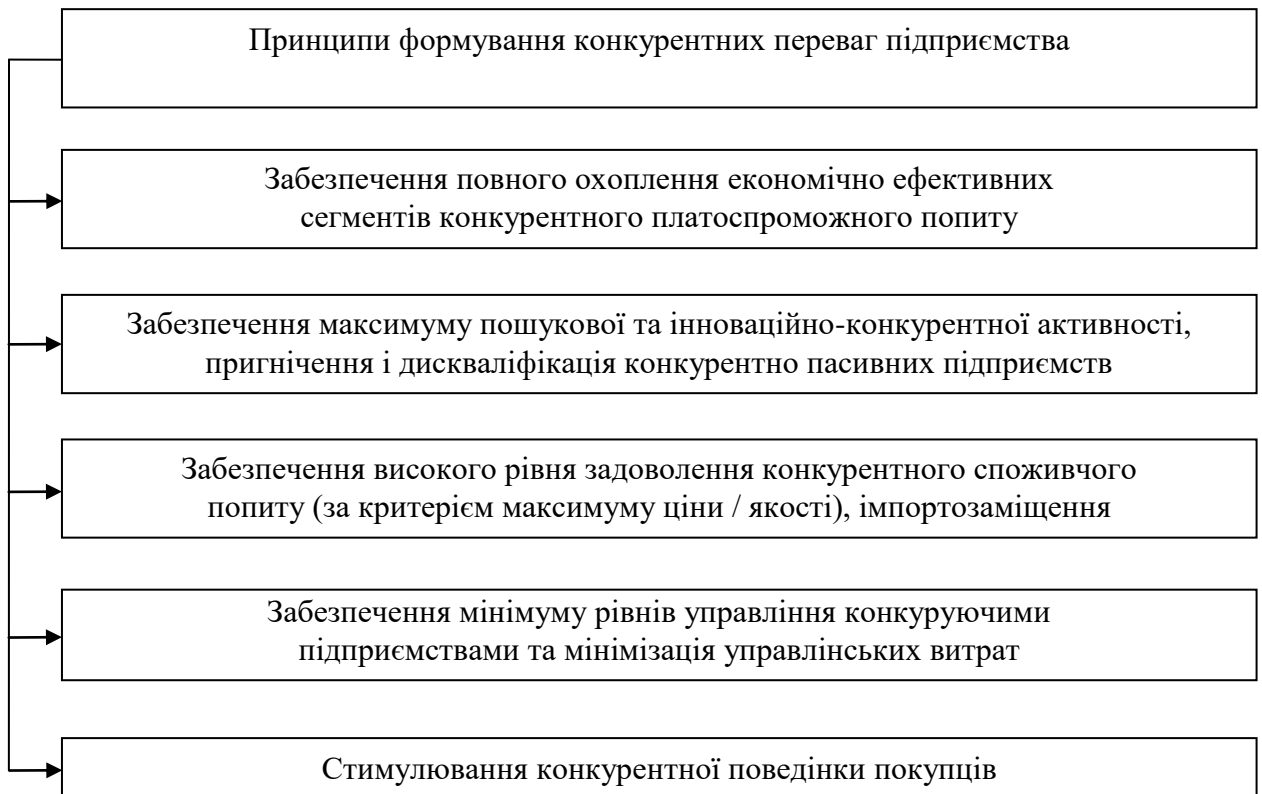 Принципи формування конкурентних переваг підприємства
Забезпечення повного охоплення економічно ефективних
сегментів конкурентного платоспроможного попиту
Забезпечення максимуму пошукової та інноваційно-конкурентної активності,
пригнічення і дискваліфікація конкурентно пасивних підприємств
Забезпечення високого рівня задоволення конкурентного споживчого
попиту (за критерієм максимуму ціни / якості), імпортозаміщення
Забезпечення мінімуму рівнів управління конкуруючими
підприємствами та мінімізація управлінських витрат
Стимулювання конкурентної поведінки покупців